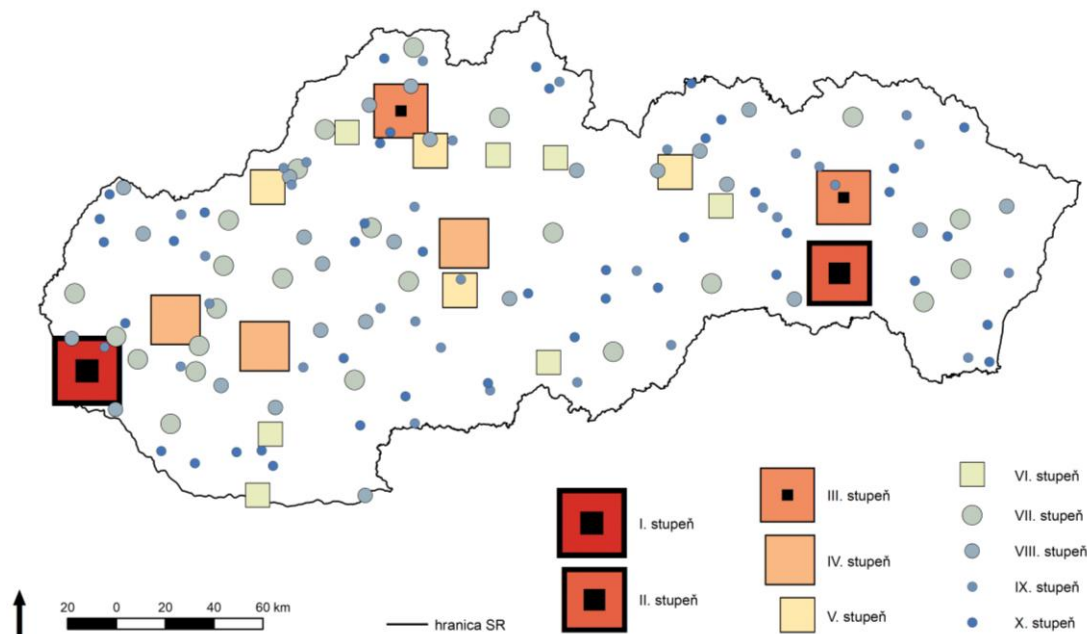 I. stupeň
II. stupeň
III. stupeň
IV. stupeň
V. stupeň
VI. stupeň
VII. stupeň
VIII. stupeň
IX. stupeň
X. stupeň
20 0 20 40 60 km
hranica SR